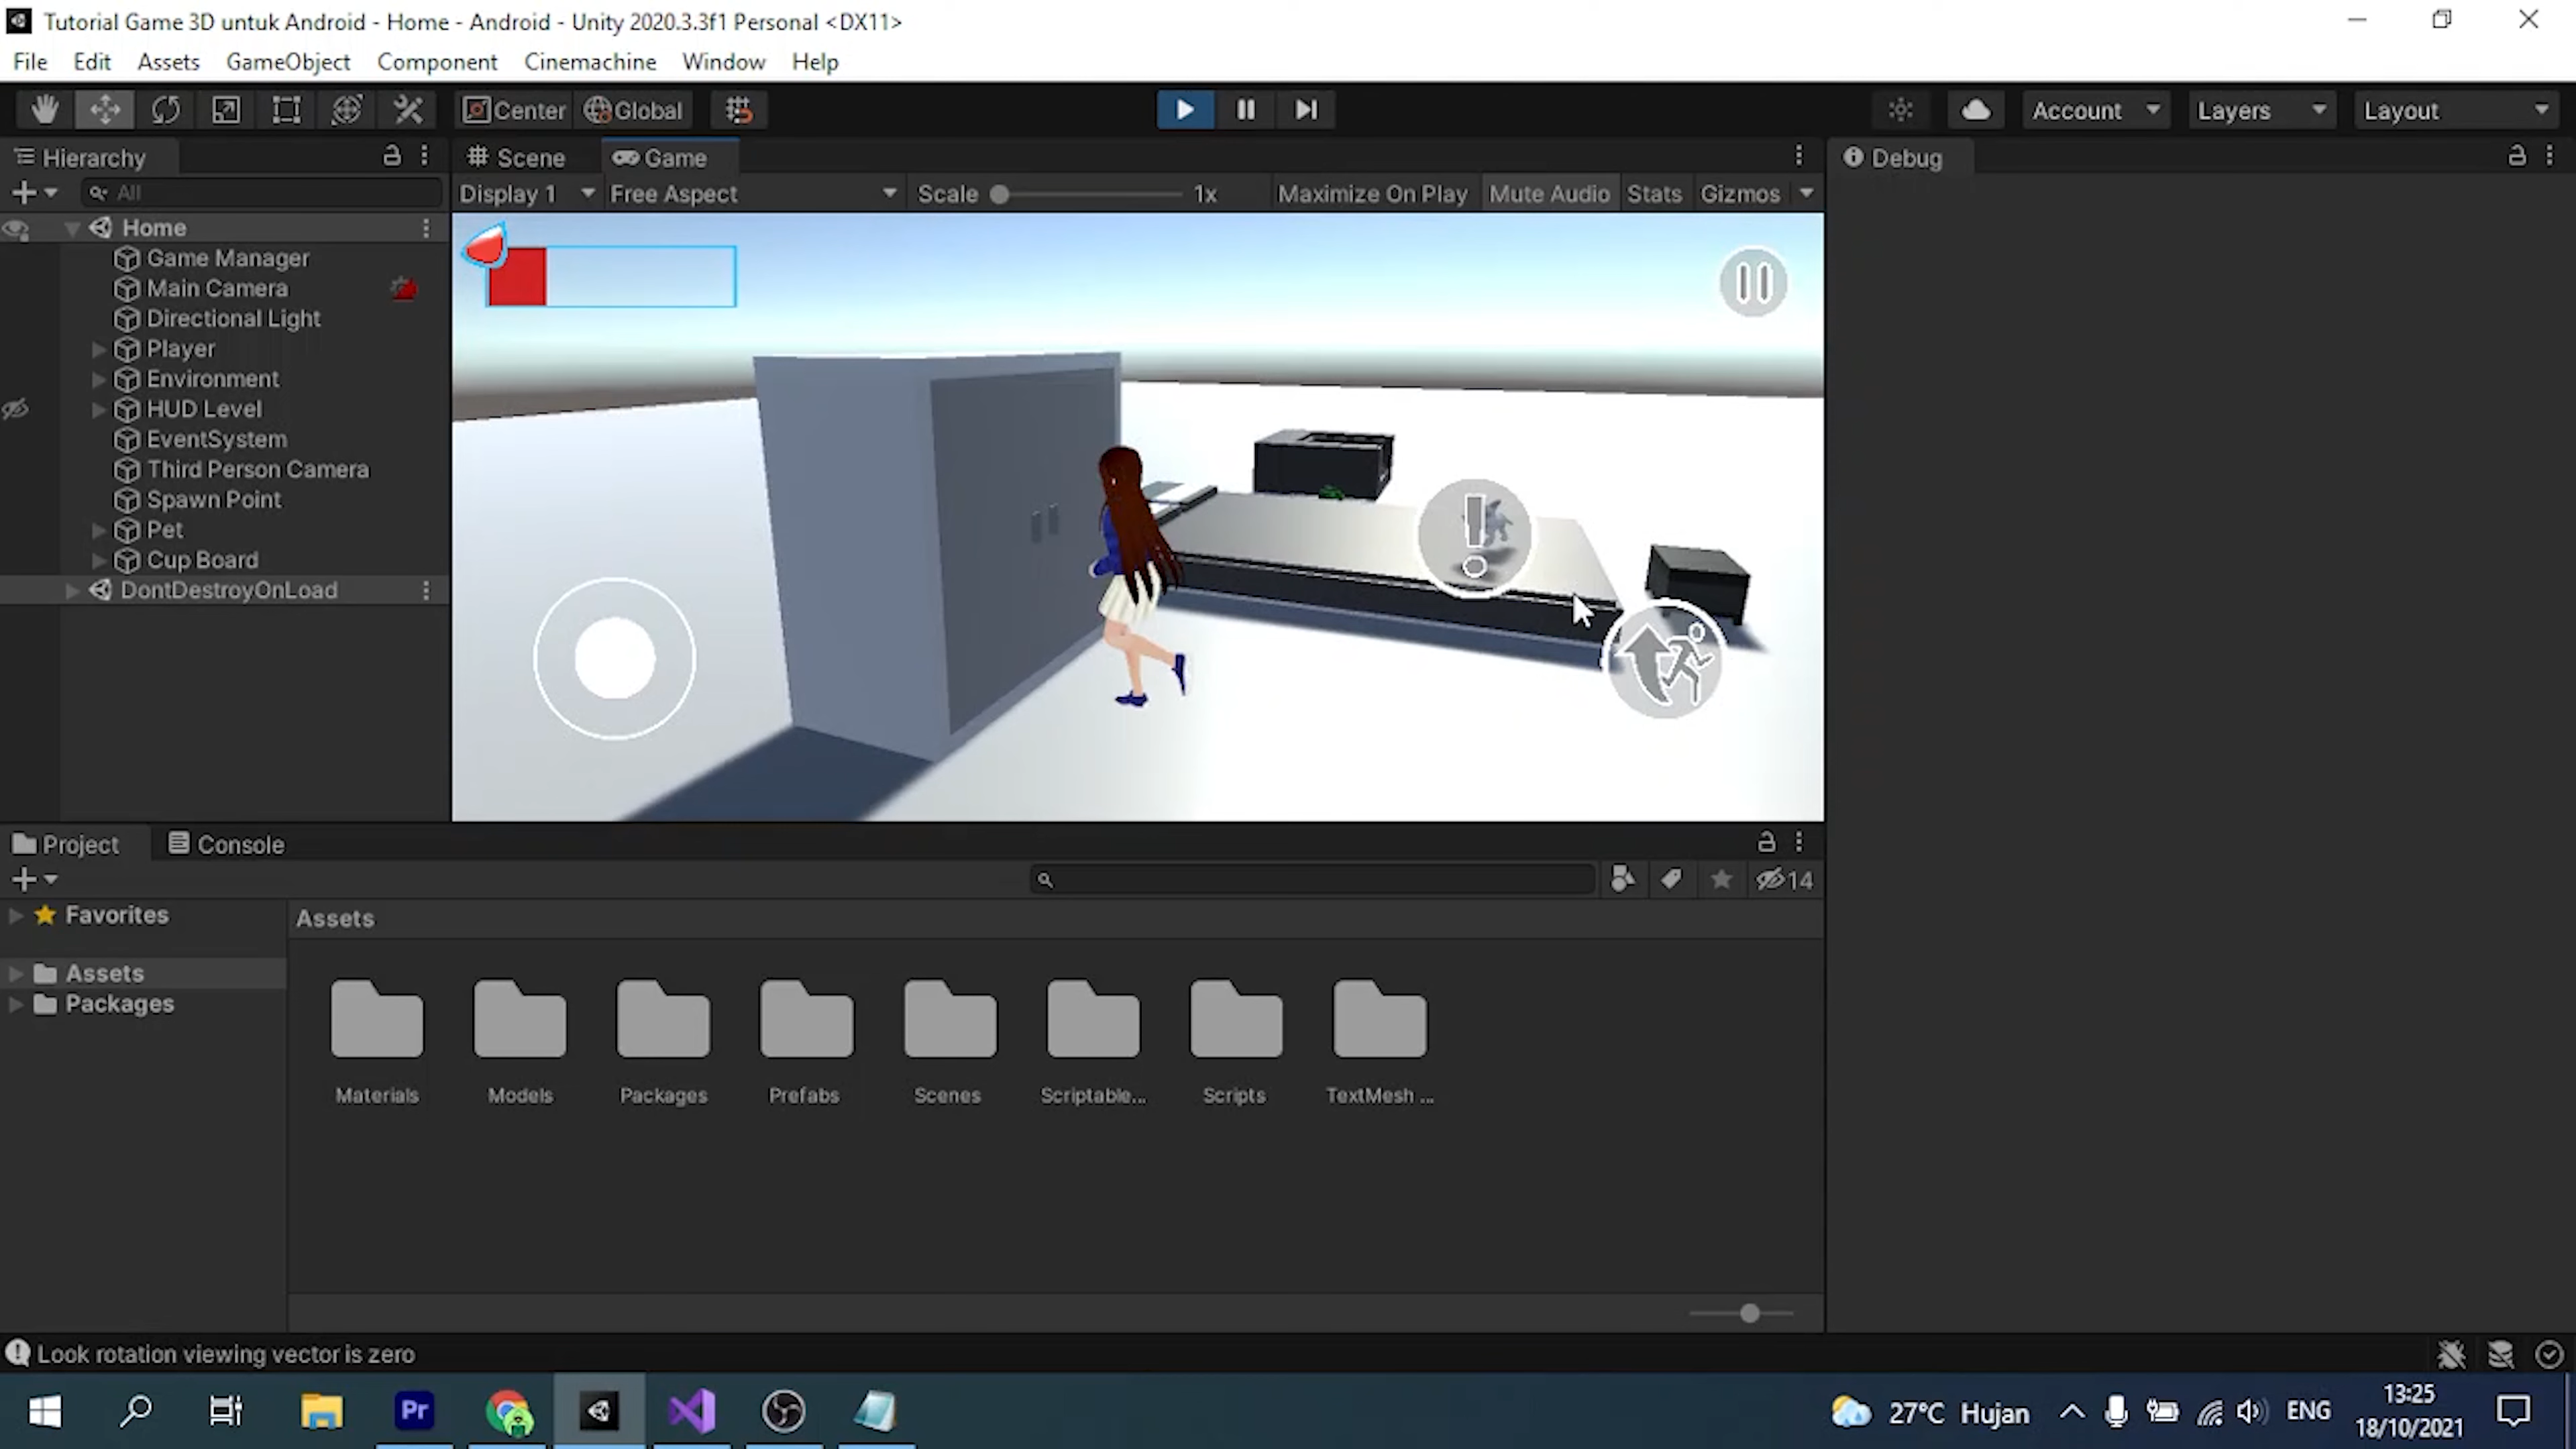 Tutorial Game 3D untuk Android - Home - Android - Unity 2020.3.3f1 Personal <DX11>
File Edit Assets GameObject Component Cinemachine Window Help
Center Global Account Layers Layout
Hierarchy
All
Home
Game Manager
Main Camera
Directional Light
Player
Environment
HUD Level
EventSystem
Third Person Camera
Spawn Point
Pet
Cup Board
DontDestroyOnLoad
Scene Game
Display 1 Free Aspect Scale 1x Maximize On Play Mute Audio Stats Gizmos
Debug
Project Console
14
Favorites
Assets
Packages
Assets
Materials Models Packages Prefabs Scenes Scriptable... Scripts TextMesh ...
Look rotation viewing vector is zero
Pr
27°C Hujan ENG
13:25
18/10/2021